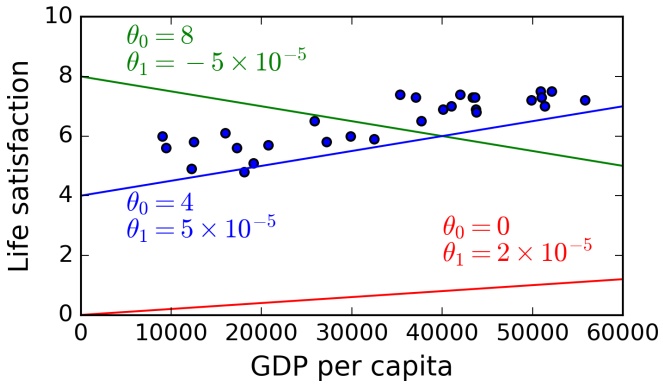 10
8
6
4
2
0
Life satisfaction
θ₀ = 8
θ₁ = −5 × 10⁻⁵
θ₀ = 4
θ₁ = 5 × 10⁻⁵
θ₀ = 0
θ₁ = 2 × 10⁻⁵
0 10000 20000 30000 40000 50000 60000
GDP per capita